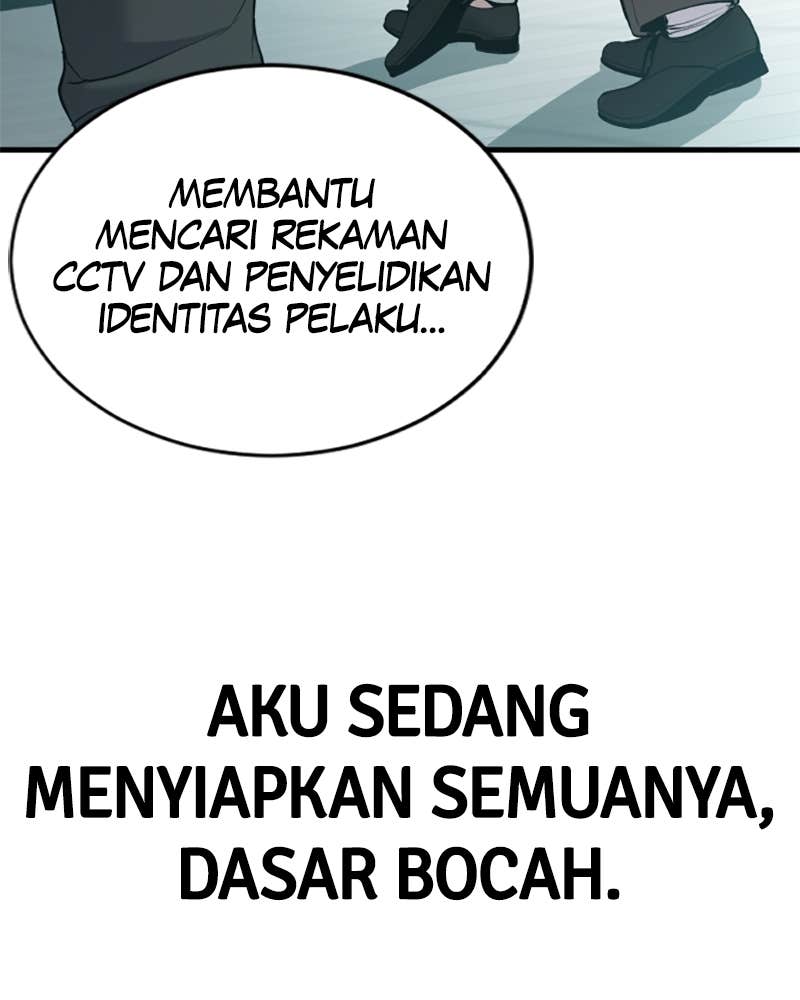 MEMBANTU
MENCARI REKAMAN
CCTV DAN PENYELIDIKAN
IDENTITAS PELAKU...
AKU SEDANG
MENYIAPKAN SEMUANYA,
DASAR BOCAH.